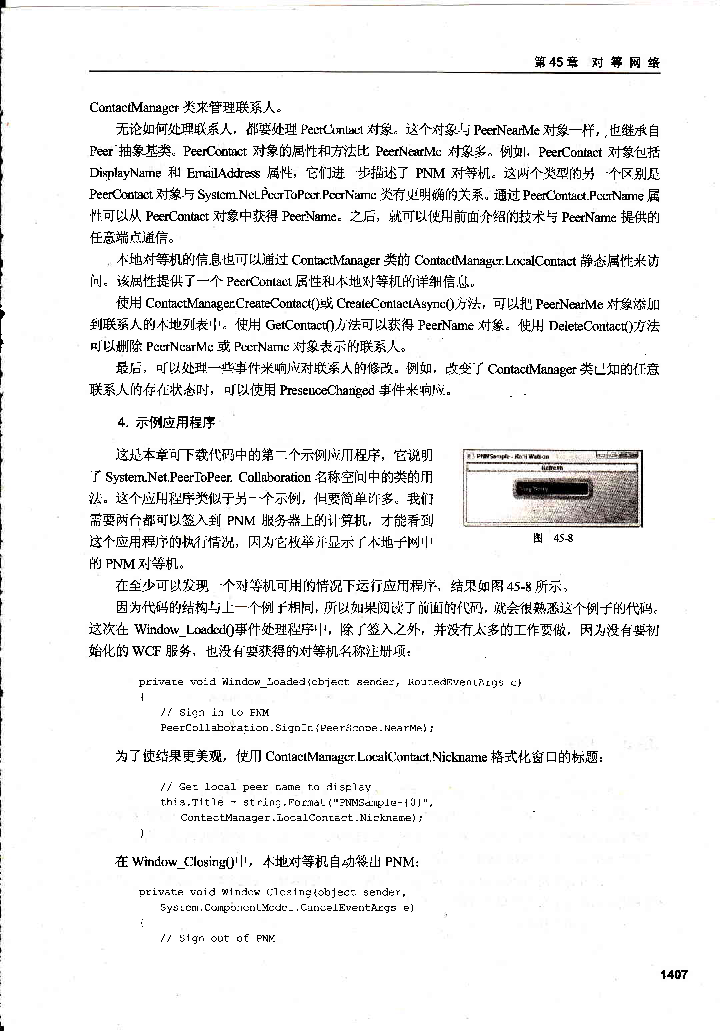 第45章 对 等 网 络
ContactManager 类来管理联系人。
无论如何处理联系人，都要处理 PeerContact 对象。这个对象与 PeerNearMe 对象一样，也继承自
Peer 抽象基类。PeerContact 对象的属性和方法比 PeerNearMe 对象多。例如，PeerContact 对象包括
DisplayName 和 EmailAddress 属性，它们进一步描述了 PNM 对等机。这两个类型的另一个区别是
PeerContact 对象与 System.Net.PeerToPeer.PeerName 类有更明确的关系。通过 PeerContact.PeerName 属
性可以从 PeerContact 对象中获得 PeerName。之后，就可以使用前面介绍的技术与 PeerName 提供的
任意端点通信。
本地对等机的信息也可以通过 ContactManager 类的 ContactManager.LocalContact 静态属性来访
问。该属性提供了一个 PeerContact 属性和本地对等机的详细信息。
使用 ContactManager.CreateContact()或 CreateContactAsync()方法，可以把 PeerNearMe 对象添加
到联系人的本地列表中。使用 GetContact()方法可以获得 PeerName 对象。使用 DeleteContact()方法
可以删除 PeerNearMe 或 PeerName 对象表示的联系人。
最后，可以处理一些事件来响应对联系人的修改。例如，改变了 ContactManager 类已知的任意
联系人的存在状态时，可以使用 PresenceChanged 事件来响应。
4. 示例应用程序
这是本章可下载代码中的第二个示例应用程序，它说明
了 System.Net.PeerToPeer. Collaboration 名称空间中的类的用
法。这个应用程序类似于另一个示例，但要简单许多。我们
需要两台都可以签入到 PNM 服务器上的计算机，才能看到
这个应用程序的执行情况，因为它枚举并显示了本地子网中
的 PNM 对等机。
PNMSample - Karli Watson
Refresh
图 45-8
在至少可以发现一个对等机可用的情况下运行应用程序，结果如图 45-8 所示。
因为代码的结构与上一个例子相同，所以如果阅读了前面的代码，就会很熟悉这个例子的代码。
这次在 Window_Loaded()事件处理程序中，除了签入之外，并没有太多的工作要做，因为没有要初
始化的 WCF 服务，也没有要获得的对等机名称注册项：
private void Window_Loaded(object sender, RoutedEventArgs e)
{
// Sign in to PNM
PeerCollaboration.SignIn(PeerScope.NearMe);
为了使结果更美观，使用 ContactManager.LocalContact.Nickname 格式化窗口的标题：
// Get local peer name to display
this.Title = string.Format("PNMSample-{0}",
ContactManager.LocalContact.Nickname);
}
在 Window_Closing()中，本地对等机自动签出 PNM：
private void Window_Closing(object sender,
System.ComponentModel.CancelEventArgs e)
{
// Sign out of PNM
1407